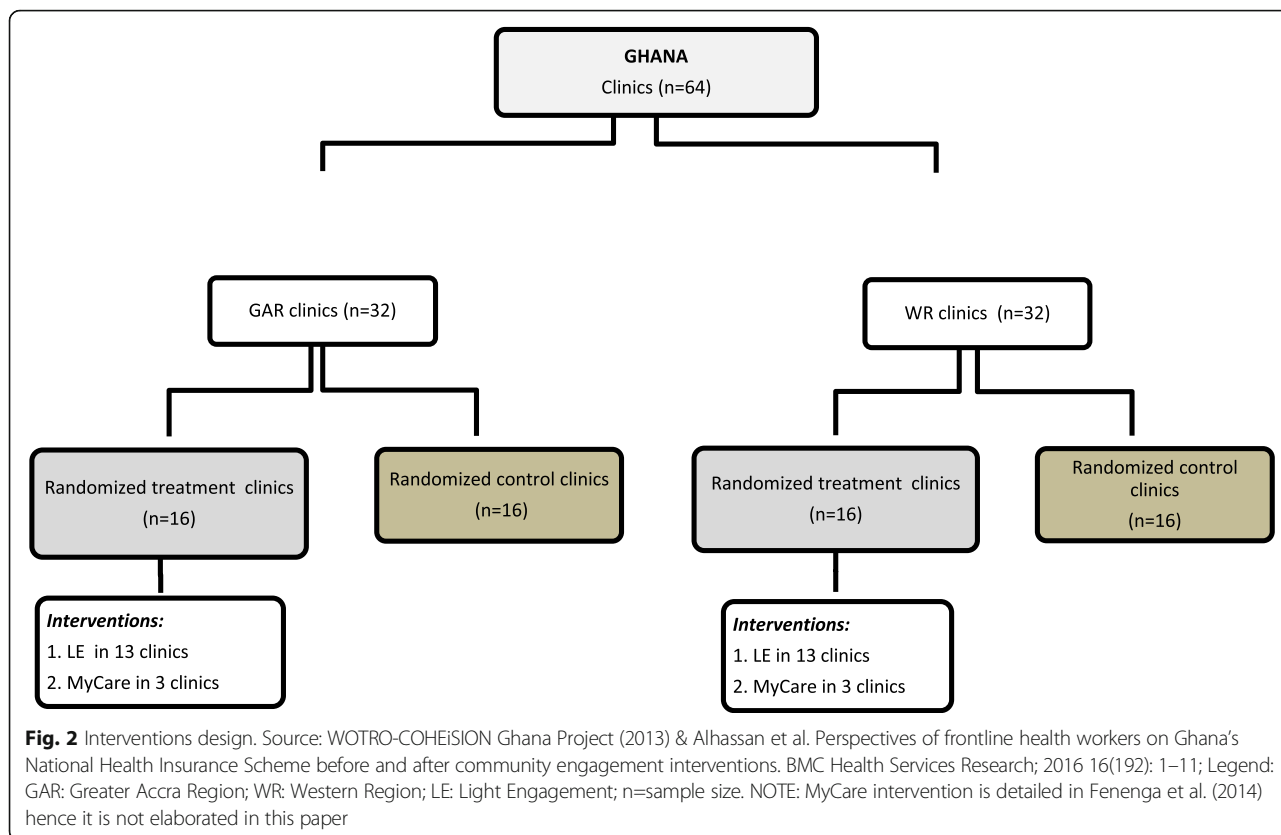 GHANA
Clinics (n=64)
GAR clinics (n=32)
WR clinics (n=32)
Randomized treatment clinics
(n=16)
Randomized control clinics
(n=16)
Randomized treatment clinics
(n=16)
Randomized control
clinics
(n=16)
Interventions:
1. LE in 13 clinics
2. MyCare in 3 clinics
Interventions:
1. LE in 13 clinics
2. MyCare in 3 clinics
Fig. 2 Interventions design. Source: WOTRO-COHEiSION Ghana Project (2013) & Alhassan et al. Perspectives of frontline health workers on Ghana's
National Health Insurance Scheme before and after community engagement interventions. BMC Health Services Research; 2016 16(192): 1–11; Legend:
GAR: Greater Accra Region; WR: Western Region; LE: Light Engagement; n=sample size. NOTE: MyCare intervention is detailed in Fenenga et al. (2014)
hence it is not elaborated in this paper